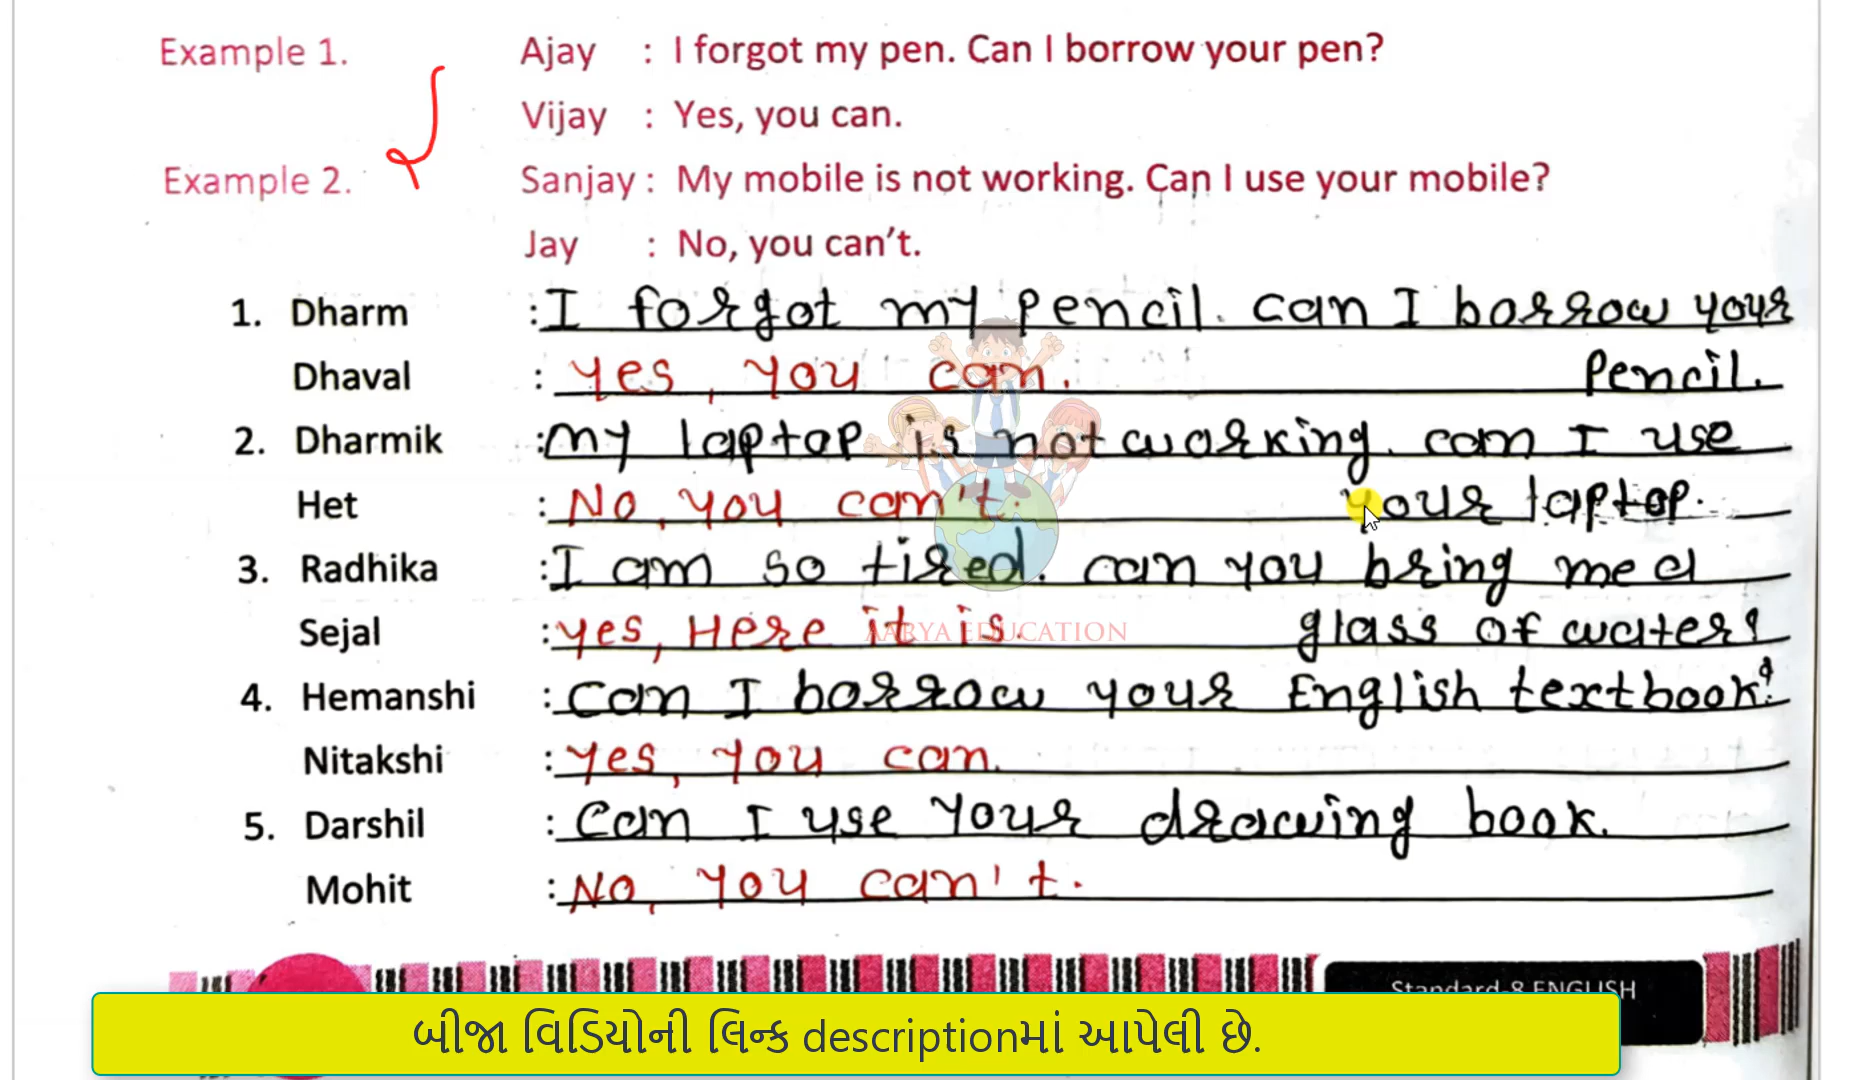 Example 1. Ajay : I forgot my pen. Can I borrow your pen?
Vijay : Yes, you can.
Example 2. Sanjay : My mobile is not working. Can I use your mobile?
Jay : No, you can't.
1. Dharm : I forgot my pencil. can I borrow your
Dhaval : yes, you can. pencil.
2. Dharmik : my laptop is not working. can I use
Het : No, you can't. your laptop.
3. Radhika : I am so tired. can you bring me a
Sejal : yes, Here it is. glass of water?
AARYA EDUCATION
4. Hemanshi : can I borrow your English textbook?
Nitakshi : yes, you can.
5. Darshil : Can I use your drawing book.
Mohit : No, you can't.
Standard-8 ENGLISH
બીજા વિડિયોની લિન્ક descriptionમાં આપેલી છે.